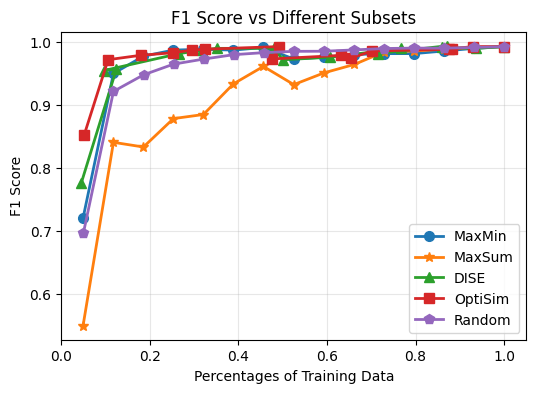 F1 Score vs Different Subsets
1.0
0.9
0.8
0.7
0.6
F1 Score
MaxMin
MaxSum
DISE
OptiSim
Random
0.0 0.2 0.4 0.6 0.8 1.0
Percentages of Training Data